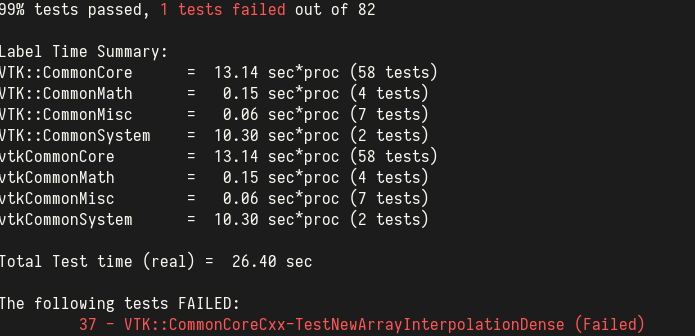 99% tests passed, 1 tests failed out of 82
Label Time Summary:
VTK::CommonCore      =  13.14 sec*proc (58 tests)
VTK::CommonMath      =   0.15 sec*proc (4 tests)
VTK::CommonMisc      =   0.06 sec*proc (7 tests)
VTK::CommonSystem    =  10.30 sec*proc (2 tests)
vtkCommonCore        =  13.14 sec*proc (58 tests)
vtkCommonMath        =   0.15 sec*proc (4 tests)
vtkCommonMisc        =   0.06 sec*proc (7 tests)
vtkCommonSystem      =  10.30 sec*proc (2 tests)
Total Test time (real) =  26.40 sec
The following tests FAILED:
37 - VTK::CommonCoreCxx-TestNewArrayInterpolationDense (Failed)